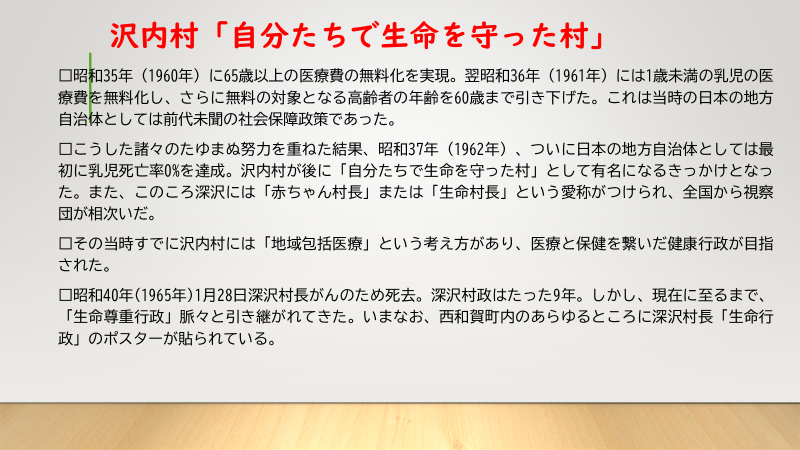 沢内村「自分たちで生命を守った村」
□昭和35年（1960年）に65歳以上の医療費の無料化を実現。翌昭和36年（1961年）には1歳未満の乳児の医
療費を無料化し、さらに無料の対象となる高齢者の年齢を60歳まで引き下げた。これは当時の日本の地方
自治体としては前代未聞の社会保障政策であった。
□こうした諸々のたゆまぬ努力を重ねた結果、昭和37年（1962年）、ついに日本の地方自治体としては最
初に乳児死亡率0%を達成。沢内村が後に「自分たちで生命を守った村」として有名になるきっかけとなっ
た。また、このころ深沢には「赤ちゃん村長」または「生命村長」という愛称がつけられ、全国から視察
団が相次いだ。
□その当時すでに沢内村には「地域包括医療」という考え方があり、医療と保健を繋いだ健康行政が目指
された。
□昭和40年(1965年)1月28日深沢村長がんのため死去。深沢村政はたった9年。しかし、現在に至るまで、
「生命尊重行政」脈々と引き継がれてきた。いまなお、西和賀町内のあらゆるところに深沢村長「生命行
政」のポスターが貼られている。